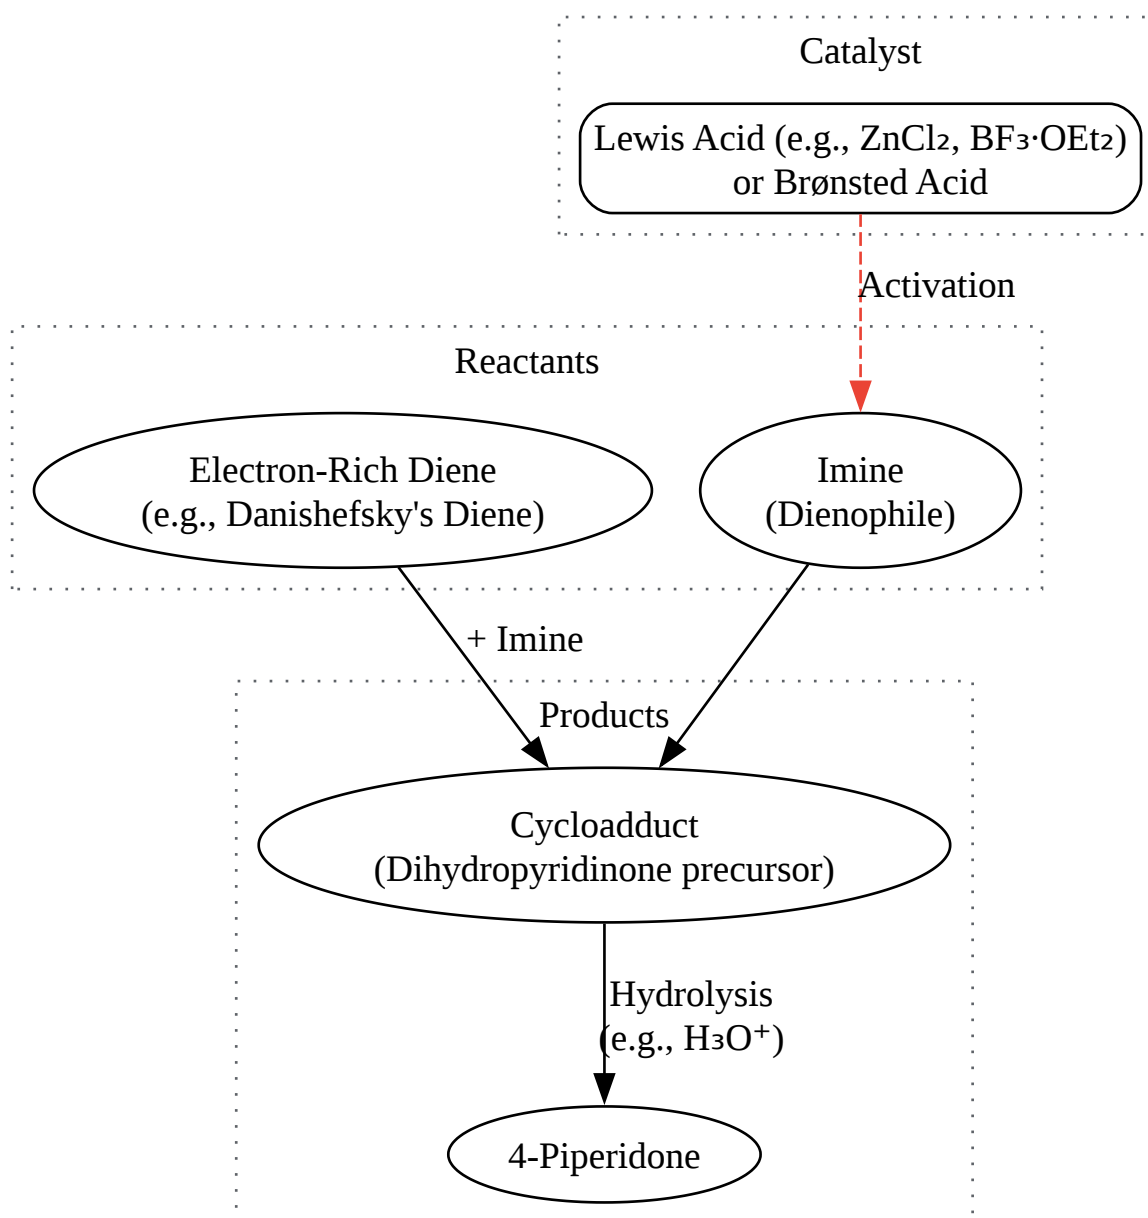 Catalyst
Lewis Acid (e.g., ZnCl₂, BF₃·OEt₂)
or Brønsted Acid
Activation
Reactants
Electron-Rich Diene
(e.g., Danishefsky's Diene)
Imine
(Dienophile)
+ Imine
Products
Cycloadduct
(Dihydropyridinone precursor)
Hydrolysis
(e.g., H₃O⁺)
4-Piperidone